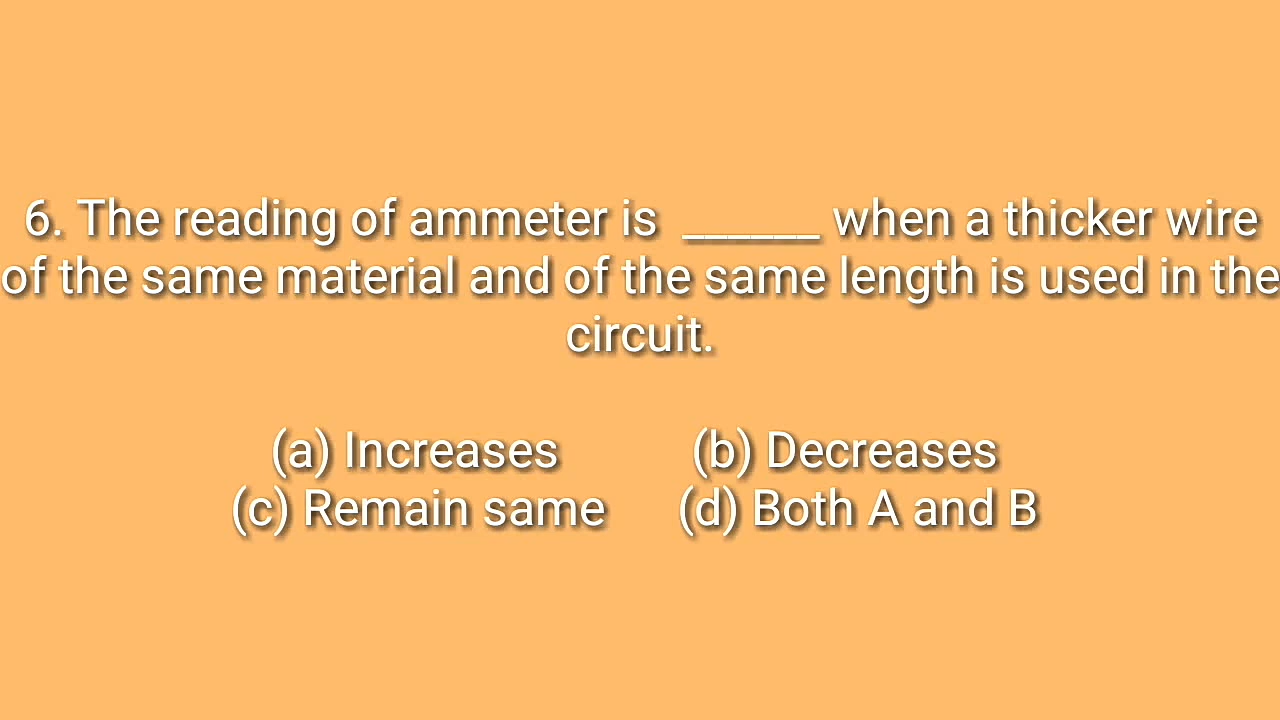 6. The reading of ammeter is ______ when a thicker wire
of the same material and of the same length is used in the
circuit.
(a) Increases (b) Decreases
(c) Remain same (d) Both A and B